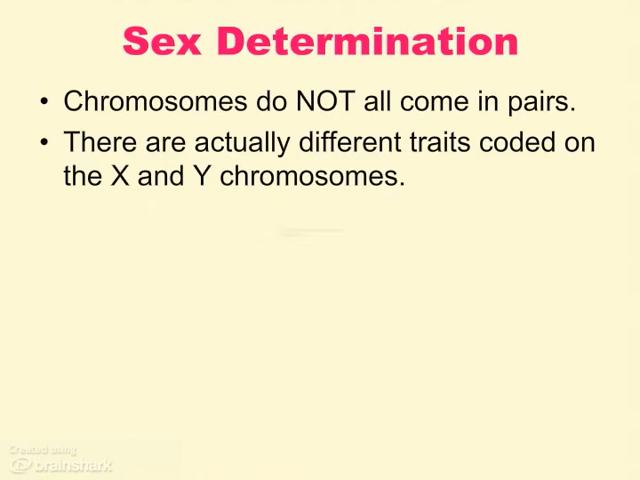 Sex Determination
• Chromosomes do NOT all come in pairs.
• There are actually different traits coded on
the X and Y chromosomes.
Created using
brainshark